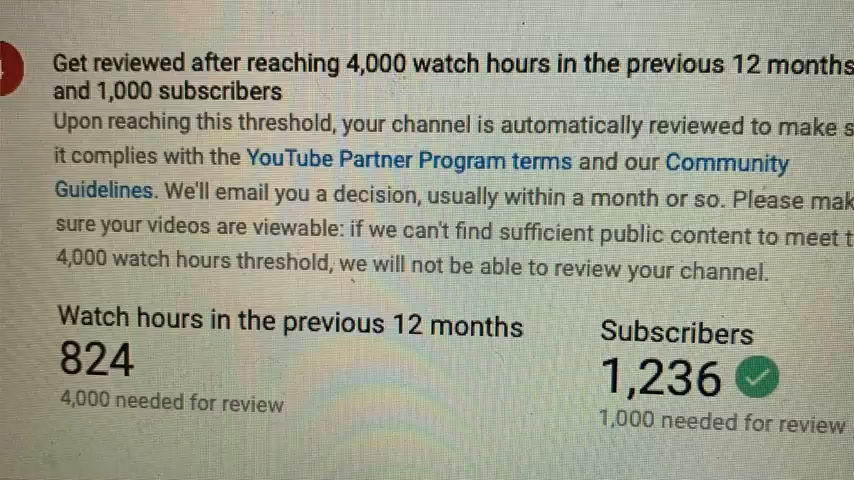 Get reviewed after reaching 4,000 watch hours in the previous 12 months
and 1,000 subscribers
Upon reaching this threshold, your channel is automatically reviewed to make s
it complies with the YouTube Partner Program terms and our Community
Guidelines. We'll email you a decision, usually within a month or so. Please mak
sure your videos are viewable: if we can't find sufficient public content to meet t
4,000 watch hours threshold, we will not be able to review your channel.
Watch hours in the previous 12 months
824
4,000 needed for review
Subscribers
1,236
1,000 needed for review